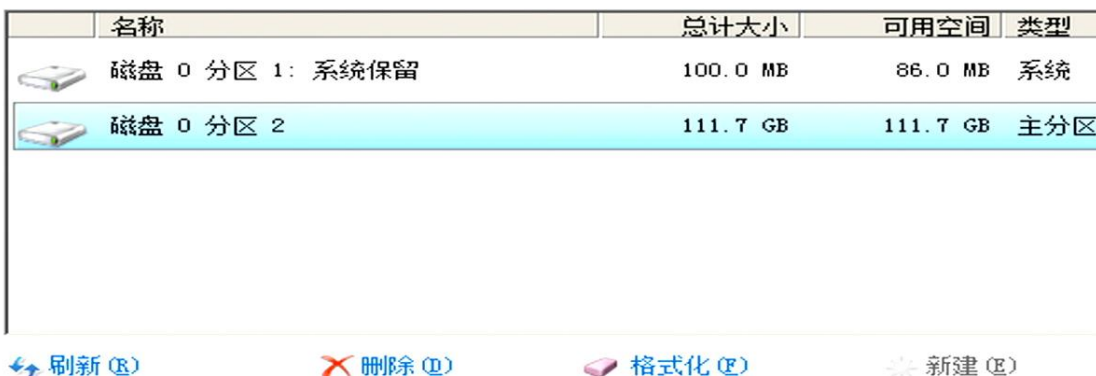 名称 总计大小 可用空间 类型
磁盘 0 分区 1: 系统保留 100.0 MB 86.0 MB 系统
磁盘 0 分区 2 111.7 GB 111.7 GB 主分区
刷新(R) 删除(D) 格式化(F) 新建(E)